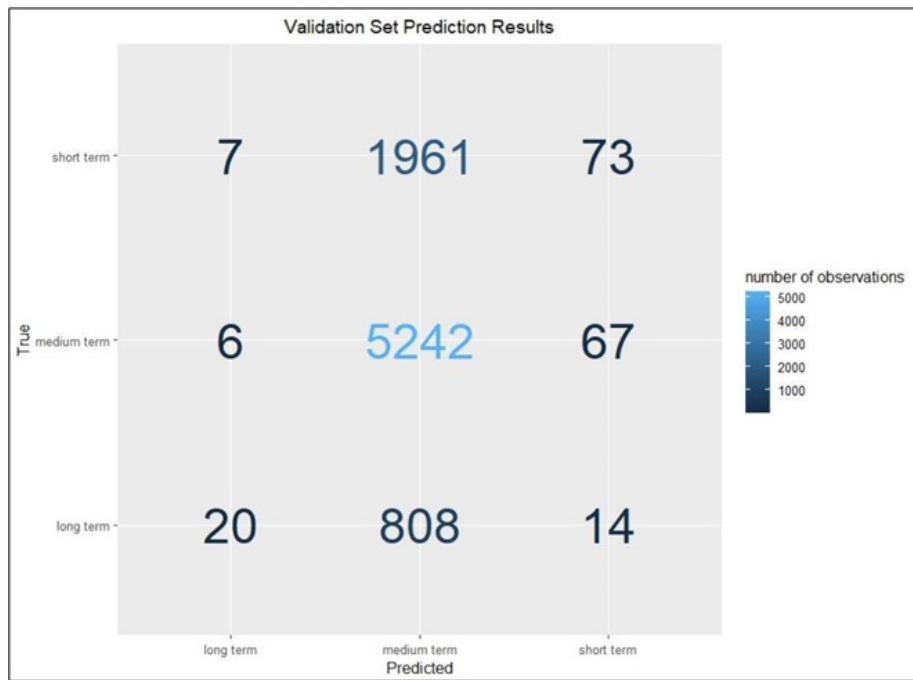 Validation Set Prediction Results
short term
7 1961 73
medium term
6 5242 67
long term
20 808 14
long term medium term short term
Predicted
True
number of observations
5000
4000
3000
2000
1000